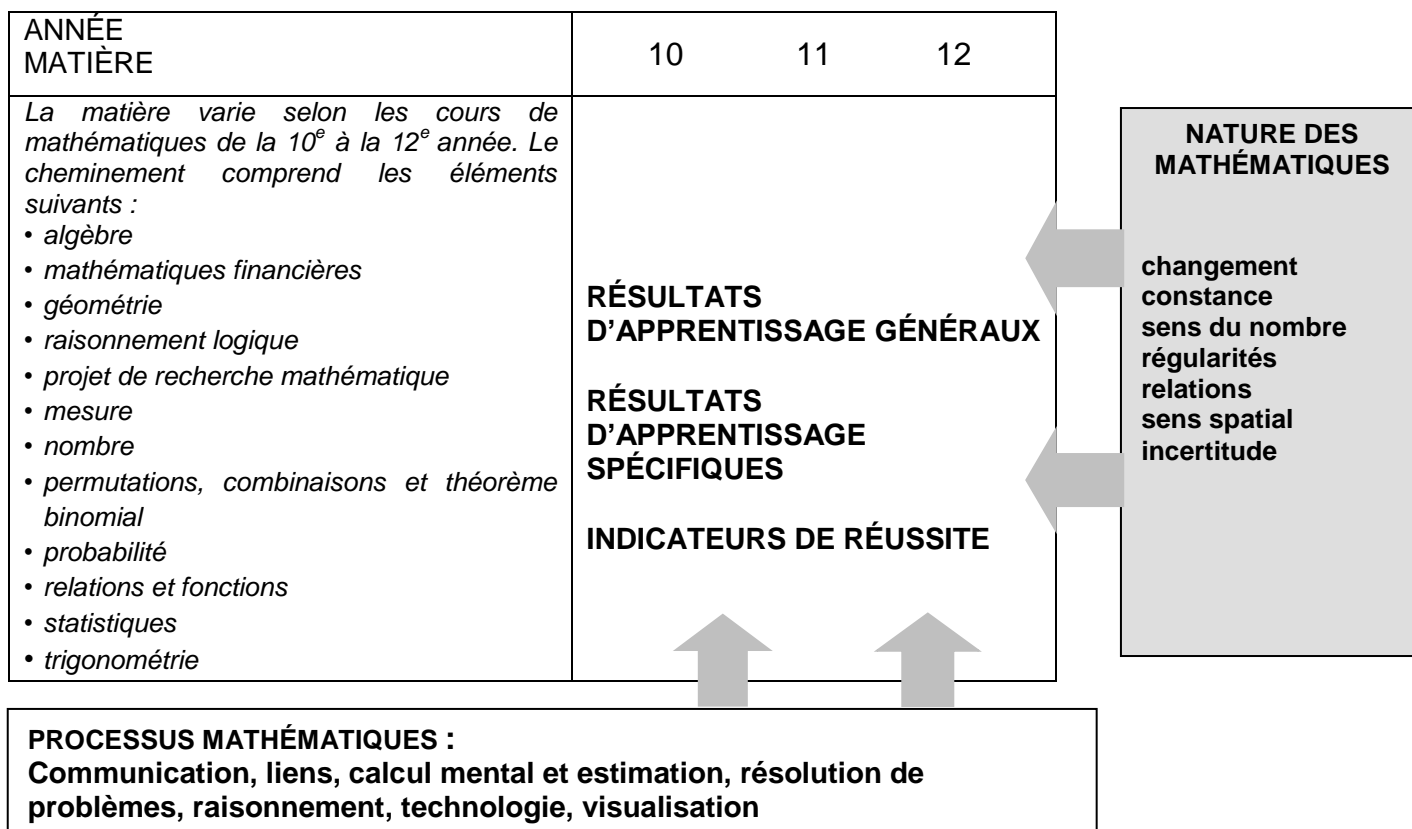 ANNÉE
MATIÈRE
10 11 12
La matière varie selon les cours de
mathématiques de la 10e à la 12e année. Le
cheminement comprend les éléments
suivants :
• algèbre
• mathématiques financières
• géométrie
• raisonnement logique
• projet de recherche mathématique
• mesure
• nombre
• permutations, combinaisons et théorème
binomial
• probabilité
• relations et fonctions
• statistiques
• trigonométrie
RÉSULTATS
D’APPRENTISSAGE GÉNÉRAUX
RÉSULTATS
D’APPRENTISSAGE
SPÉCIFIQUES
INDICATEURS DE RÉUSSITE
NATURE DES
MATHÉMATIQUES
changement
constance
sens du nombre
régularités
relations
sens spatial
incertitude
PROCESSUS MATHÉMATIQUES :
Communication, liens, calcul mental et estimation, résolution de
problèmes, raisonnement, technologie, visualisation